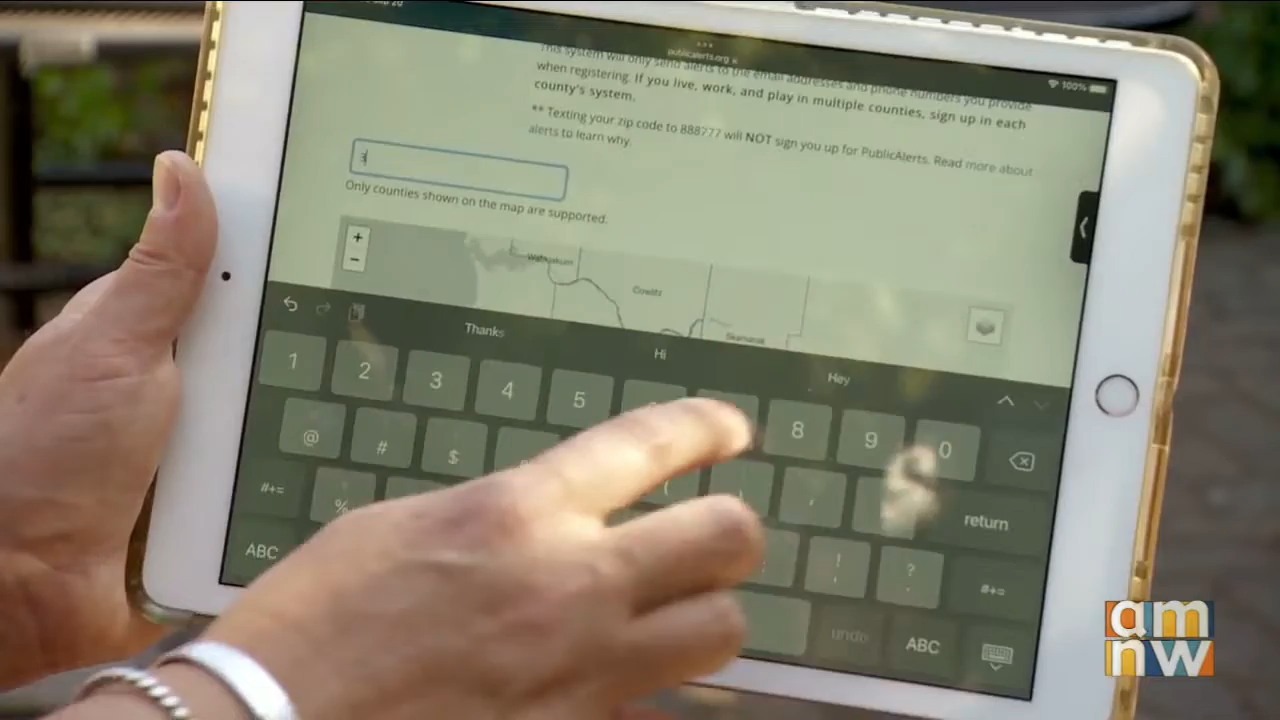 Sep 20
publicalerts.org
100%
This system will only send alerts to the email addresses and phone numbers you provide
when registering. If you live, work, and play in multiple counties, sign up in each
county's system.
** Texting your zip code to 888777 will NOT sign you up for PublicAlerts. Read more about
alerts to learn why.
3
Only counties shown on the map are supported.
+
−
Wahkiakum
Cowlitz
Skamania
Thanks
Hi
Hey
1 2 3 4 5 8 9 0
@ # $ (
#+= % ! ? return
ABC #+=
undo ABC
am
nw